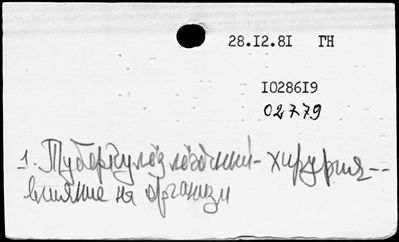 28.12.81 ГН
1028619
02779
1. Туберкулёз лёгочный - хирургия --
влияние на организм